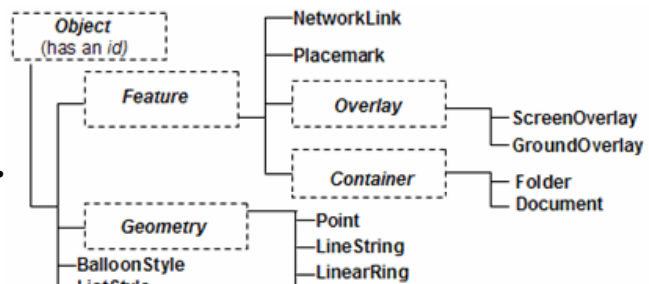 Object
(has an id)
NetworkLink
Placemark
Feature
Overlay
ScreenOverlay
GroundOverlay
Container
Folder
Document
Geometry
Point
LineString
LinearRing
BalloonStyle